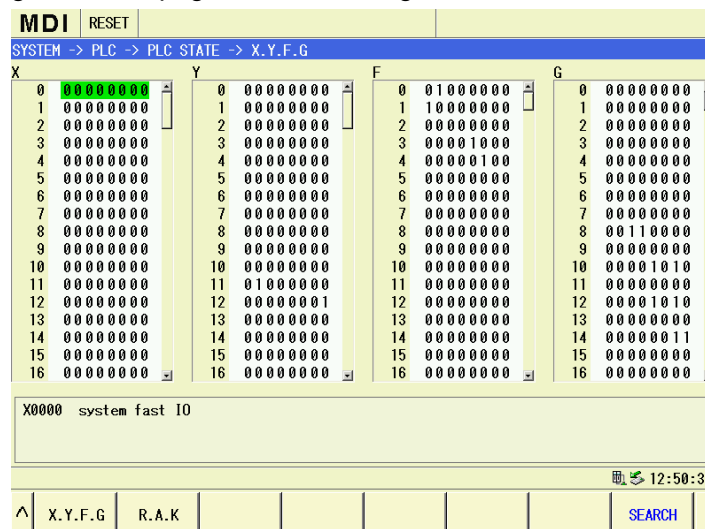 MDI RESET
SYSTEM -> PLC -> PLC STATE -> X.Y.F.G
X Y F G
0 00000000 0 00000000 0 01000000 0 00000000
1 00000000 1 00000000 1 10000000 1 00000000
2 00000000 2 00000000 2 00000000 2 00000000
3 00000000 3 00000000 3 00001000 3 00000000
4 00000000 4 00000000 4 00000100 4 00000000
5 00000000 5 00000000 5 00000000 5 00000000
6 00000000 6 00000000 6 00000000 6 00000000
7 00000000 7 00000000 7 00000000 7 00000000
8 00000000 8 00000000 8 00000000 8 00110000
9 00000000 9 00000000 9 00000000 9 00000000
10 00000000 10 00000000 10 00000000 10 00001010
11 00000000 11 01000000 11 00000000 11 00000000
12 00000000 12 00000001 12 00000000 12 00001010
13 00000000 13 00000000 13 00000000 13 00000000
14 00000000 14 00000000 14 00000000 14 00000011
15 00000000 15 00000000 15 00000000 15 00000000
16 00000000 16 00000000 16 00000000 16 00000000
X0000 system fast IO
12:50:3
^ X.Y.F.G R.A.K SEARCH